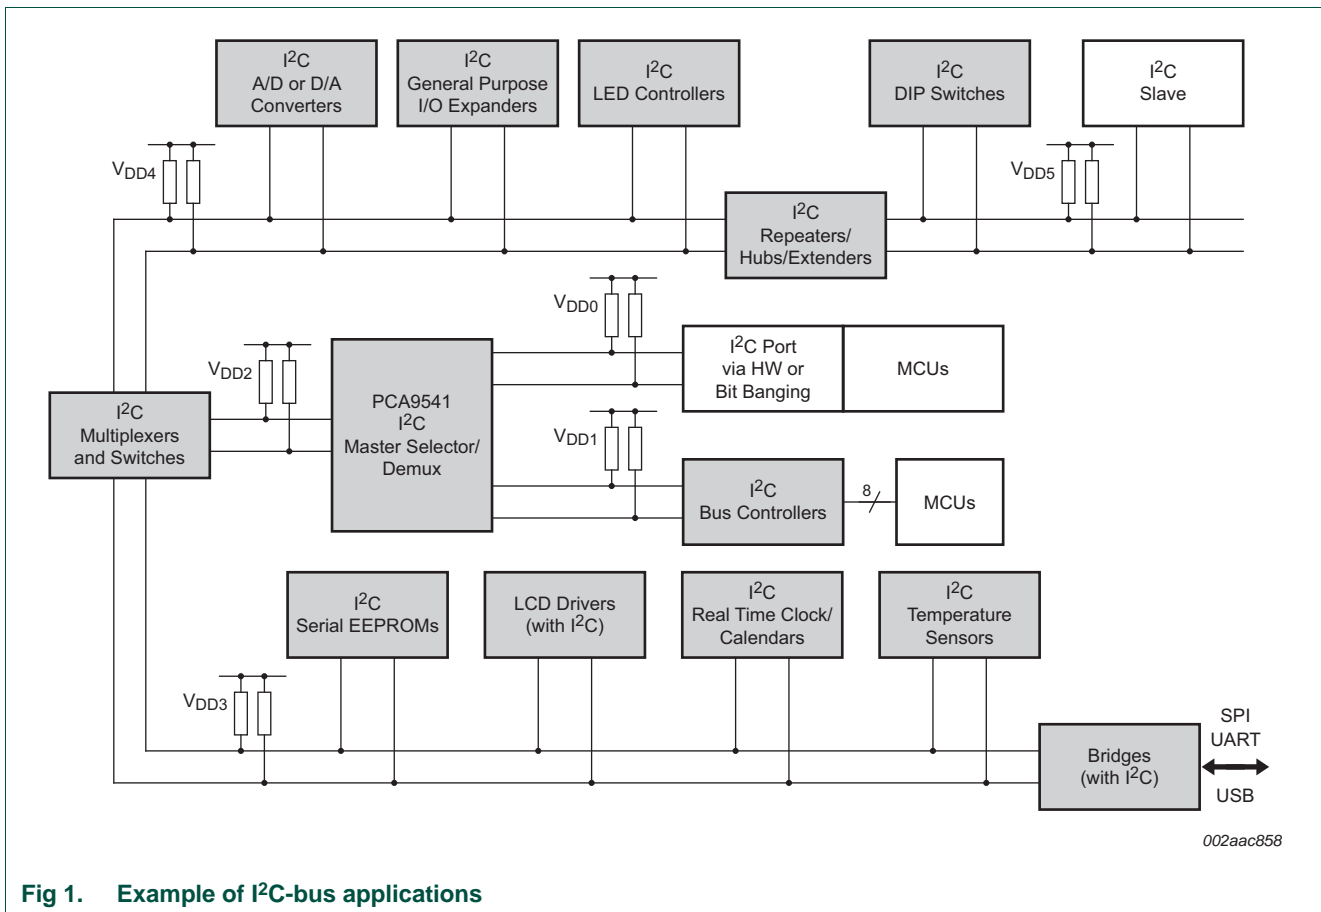 I²C
A/D or D/A
Converters
I²C
General Purpose
I/O Expanders
I²C
LED Controllers
I²C
DIP Switches
I²C
Slave
VDD4
VDD5
I²C
Repeaters/
Hubs/Extenders
VDD0
VDD2
I²C Port
via HW or
Bit Banging
MCUs
PCA9541
I²C
Master Selector/
Demux
I²C
Multiplexers
and Switches
VDD1
I²C
Bus Controllers
8
MCUs
I²C
Serial EEPROMs
LCD Drivers
(with I²C)
I²C
Real Time Clock/
Calendars
I²C
Temperature
Sensors
VDD3
Bridges
(with I²C)
SPI
UART
USB
002aac858
Fig 1. Example of I²C-bus applications